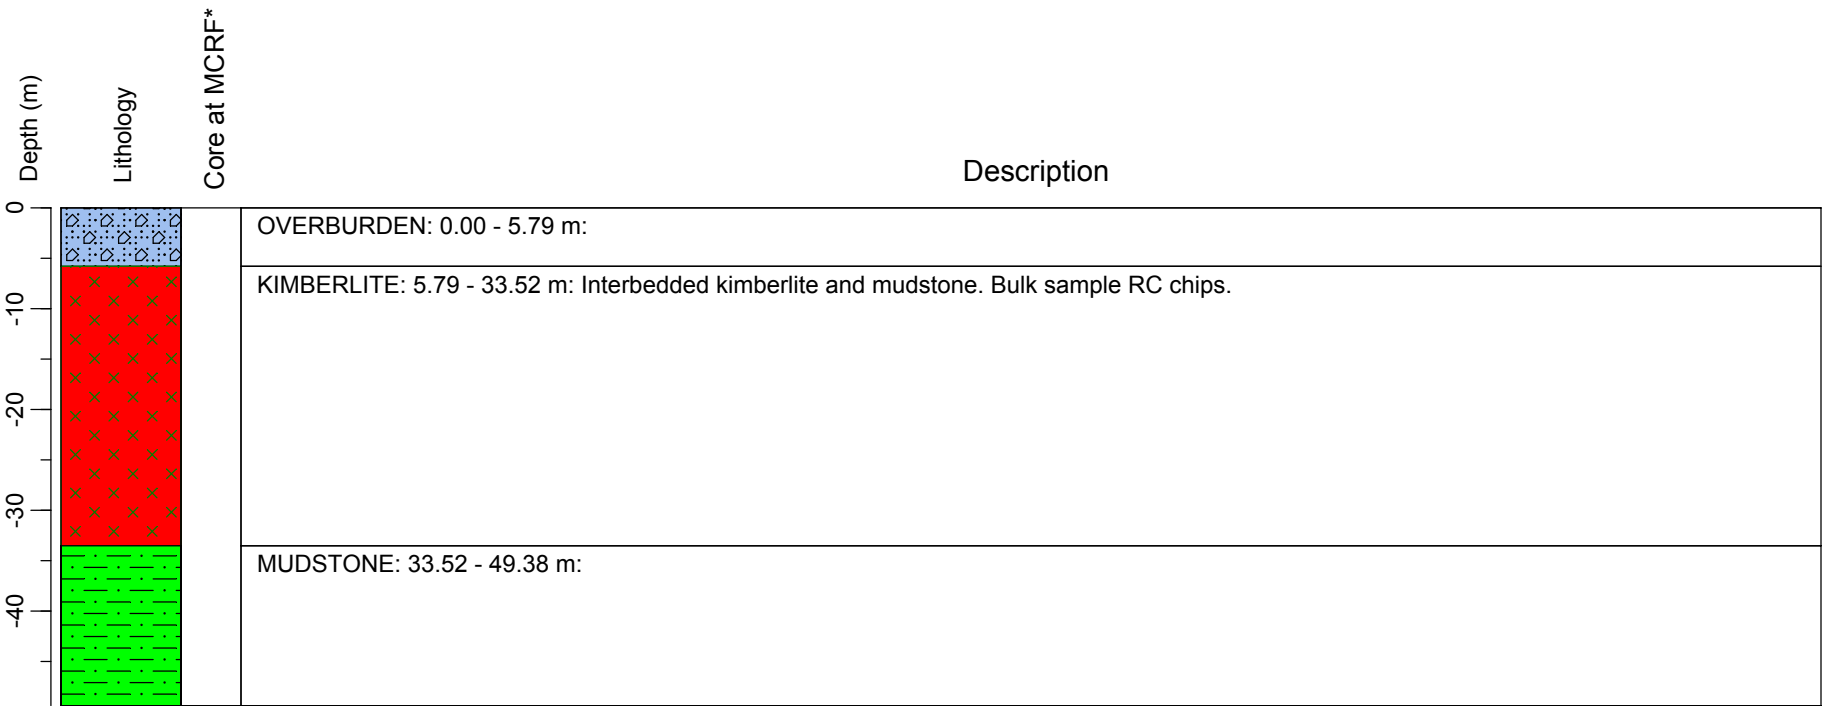 Depth (m)
Lithology
Core at MCRF*
Description
0
OVERBURDEN: 0.00 - 5.79 m:
KIMBERLITE: 5.79 - 33.52 m: Interbedded kimberlite and mudstone. Bulk sample RC chips.
-10
-20
-30
MUDSTONE: 33.52 - 49.38 m:
-40